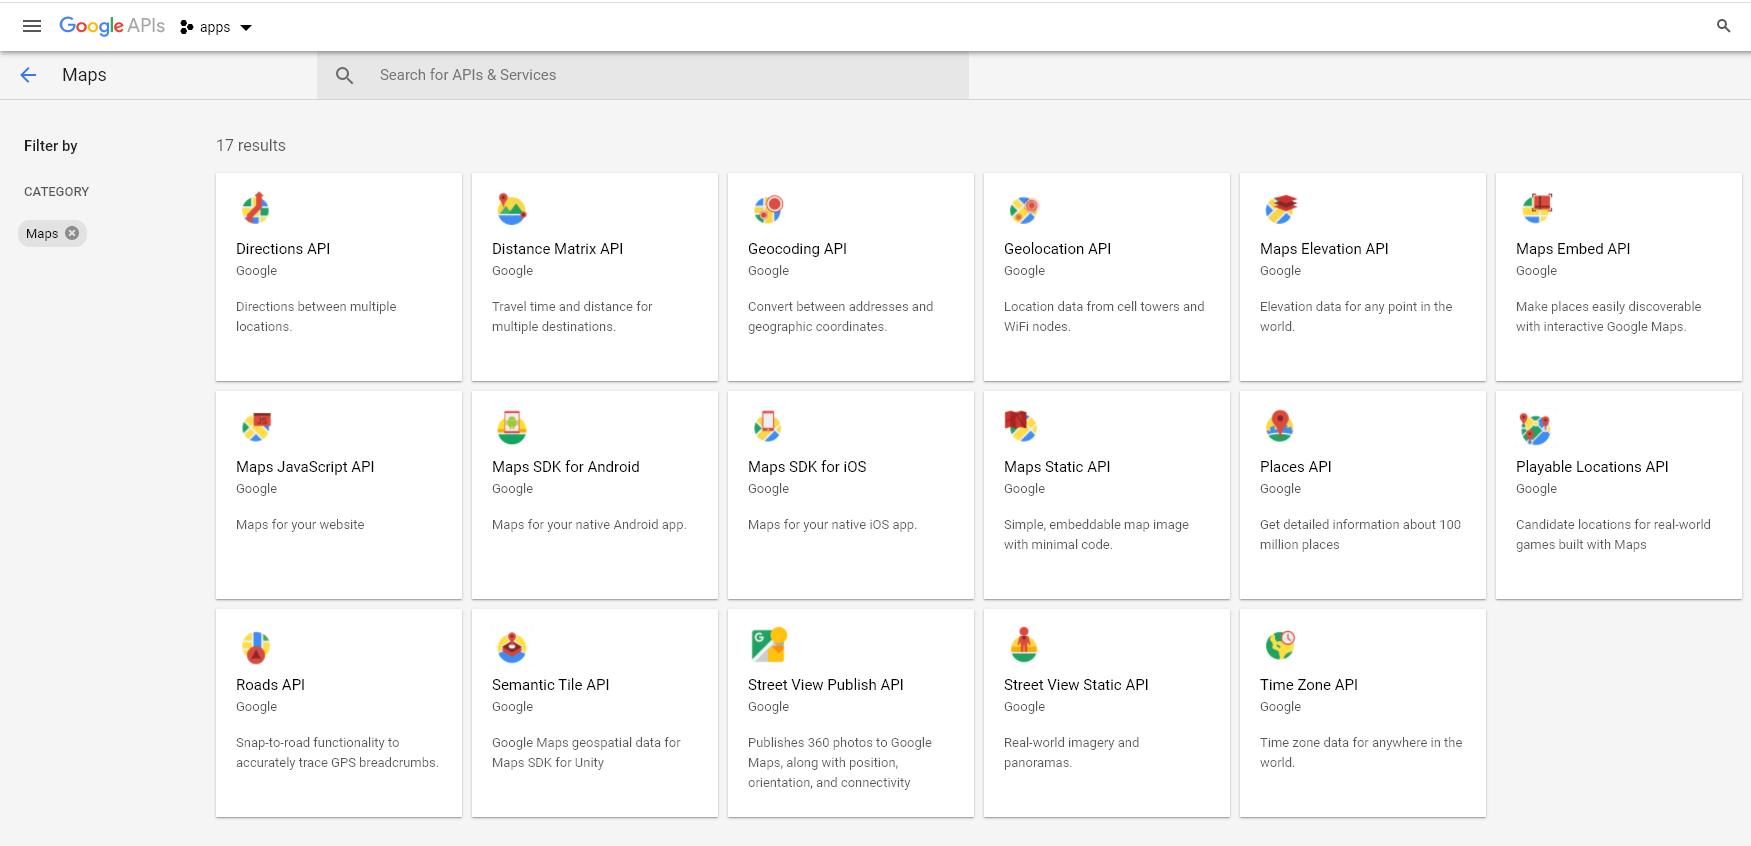 Google APIs apps
Maps Search for APIs & Services
Filter by
17 results
CATEGORY
Maps
Directions API
Google
Directions between multiple
locations.
Distance Matrix API
Google
Travel time and distance for
multiple destinations.
Geocoding API
Google
Convert between addresses and
geographic coordinates.
Geolocation API
Google
Location data from cell towers and
WiFi nodes.
Maps Elevation API
Google
Elevation data for any point in the
world.
Maps Embed API
Google
Make places easily discoverable
with interactive Google Maps.
JS
Maps JavaScript API
Google
Maps for your website
Maps SDK for Android
Google
Maps for your native Android app.
Maps SDK for iOS
Google
Maps for your native iOS app.
Maps Static API
Google
Simple, embeddable map image
with minimal code.
Places API
Google
Get detailed information about 100
million places
Playable Locations API
Google
Candidate locations for real-world
games built with Maps
Roads API
Google
Snap-to-road functionality to
accurately trace GPS breadcrumbs.
Semantic Tile API
Google
Google Maps geospatial data for
Maps SDK for Unity
G
Street View Publish API
Google
Publishes 360 photos to Google
Maps, along with position,
orientation, and connectivity
Street View Static API
Google
Real-world imagery and
panoramas.
Time Zone API
Google
Time zone data for anywhere in the
world.